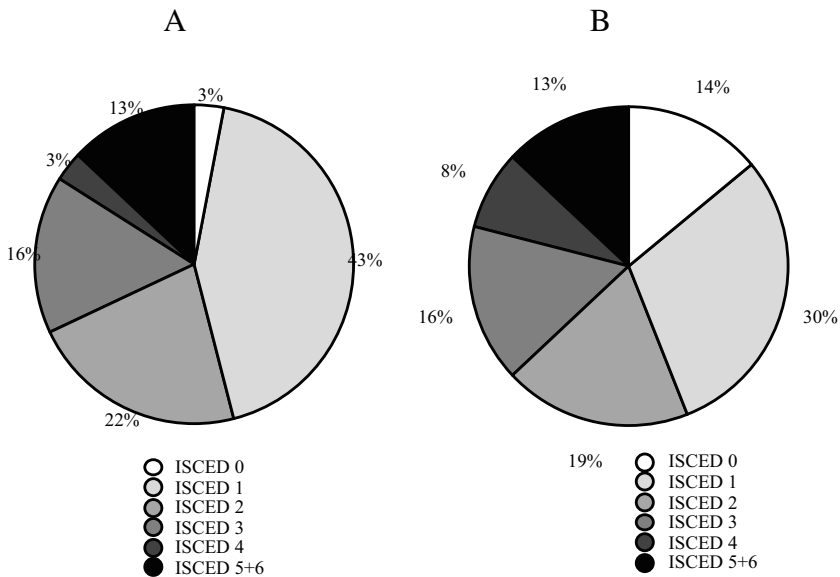 A
3%
43%
22%
16%
3%
13%
ISCED 0
ISCED 1
ISCED 2
ISCED 3
ISCED 4
ISCED 5+6
B
14%
30%
19%
16%
8%
13%
ISCED 0
ISCED 1
ISCED 2
ISCED 3
ISCED 4
ISCED 5+6